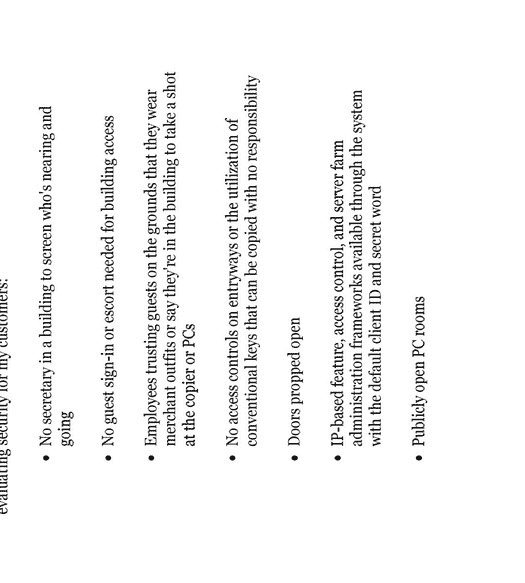 evaluating security for my customers:
• No secretary in a building to screen who's nearing and
going
• No guest sign-in or escort needed for building access
• Employees trusting guests on the grounds that they wear
merchant outfits or say they're in the building to take a shot
at the copier or PCs
• No access controls on entryways or the utilization of
conventional keys that can be copied with no responsibility
• Doors propped open
• IP-based feature, access control, and server farm
administration frameworks available through the system
with the default client ID and secret word
• Publicly open PC rooms